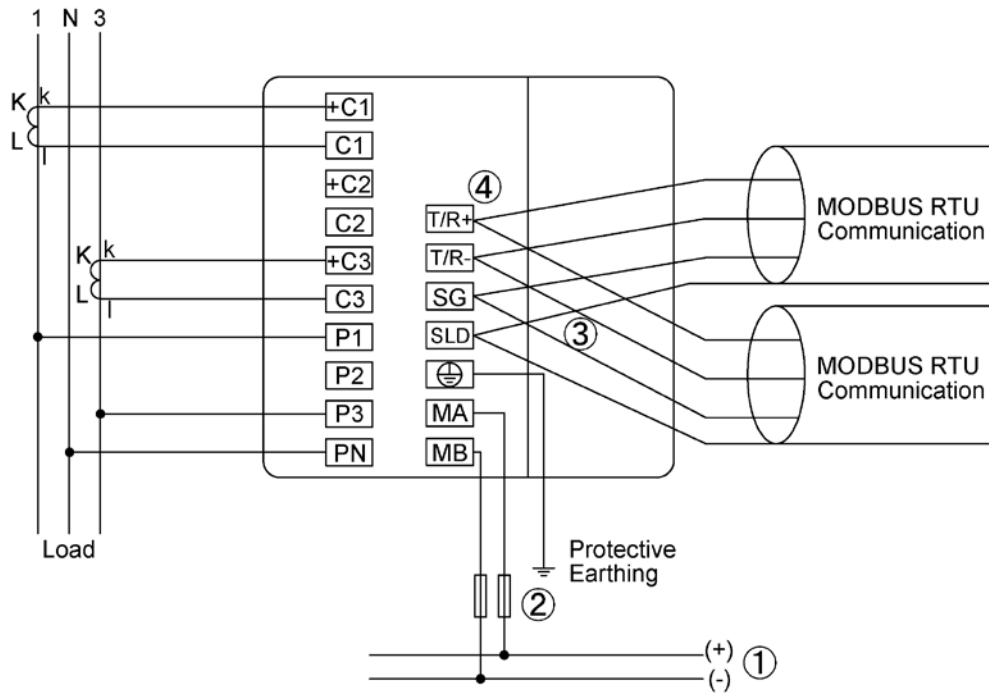 1 N 3
K k
L l
K k
L l
+C1
C1
+C2
C2
+C3
C3
P1
P2
P3
PN
④
T/R+
T/R-
SG
SLD
MA
MB
③
MODBUS RTU
Communication
MODBUS RTU
Communication
Load
Protective
Earthing
②
(+)
(-)
①